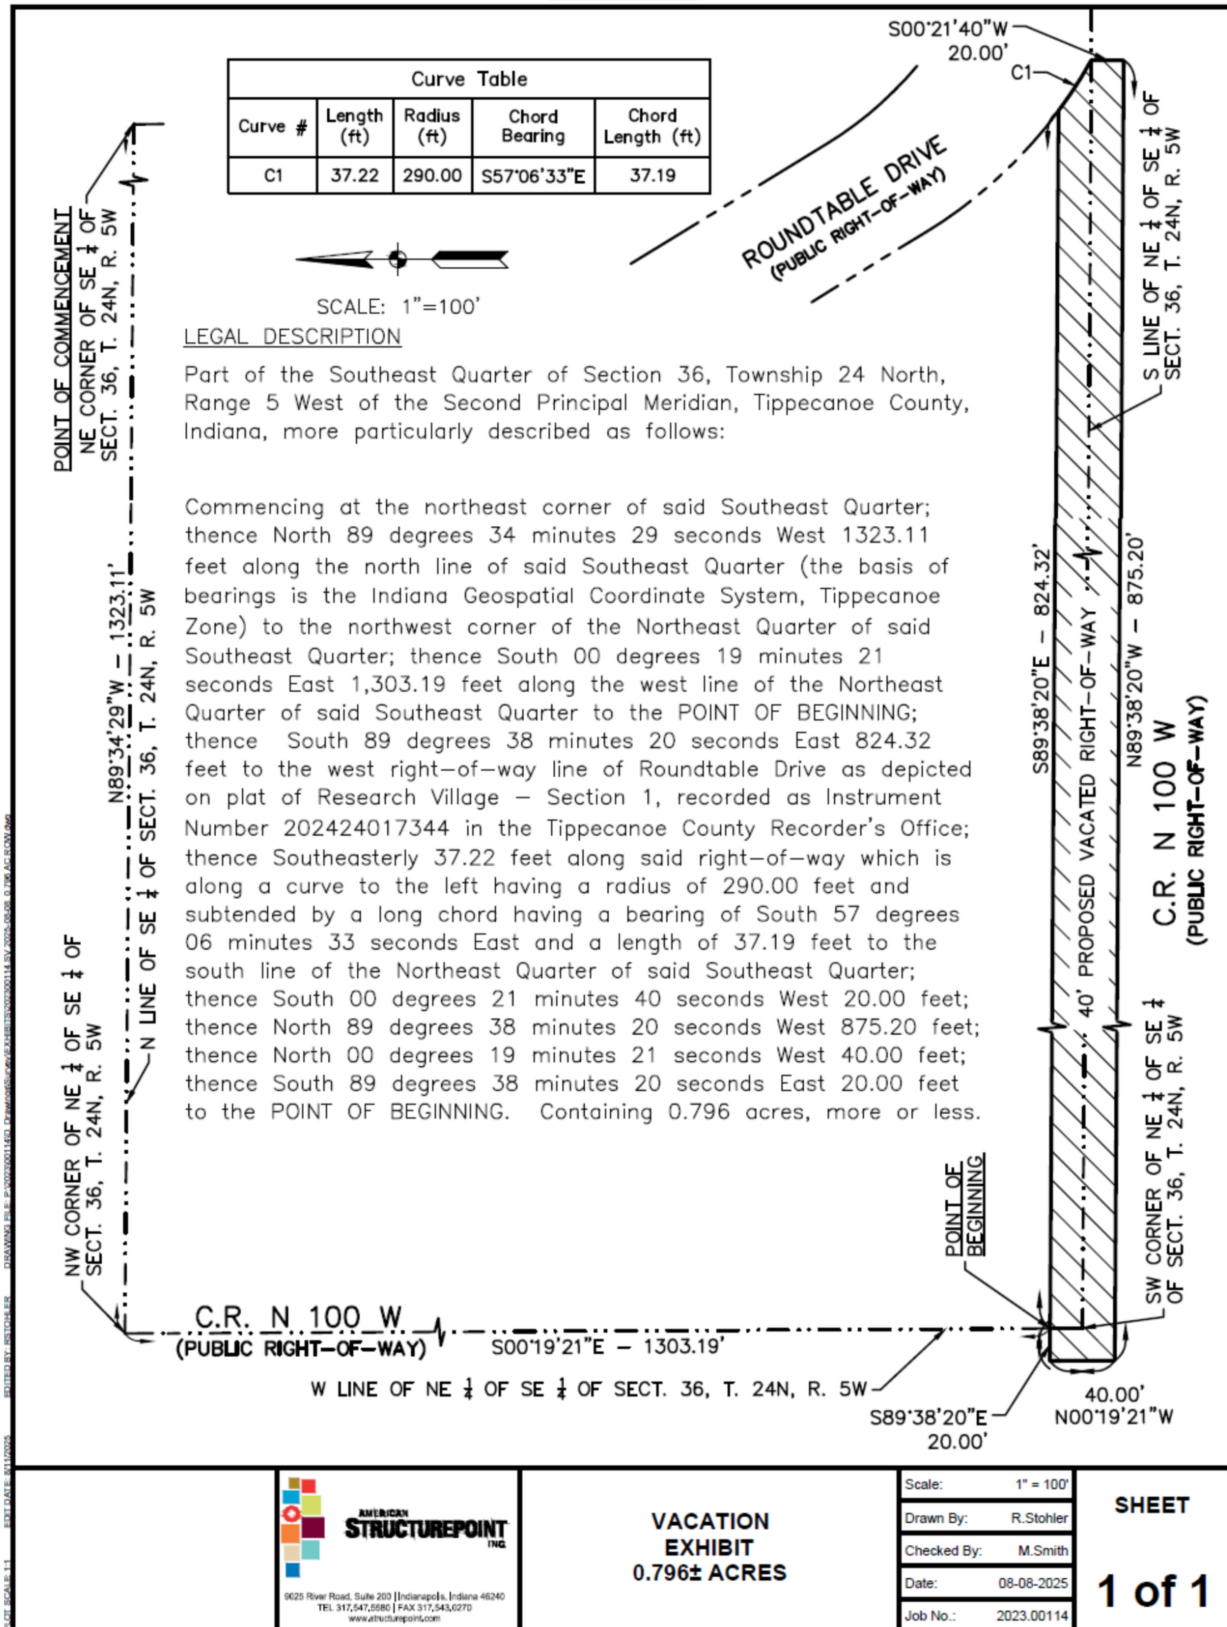 S00°21'40"W
20.00'
C1
Curve Table
Curve # Length (ft) Radius (ft) Chord Bearing Chord Length (ft)
C1 37.22 290.00 S57°06'33"E 37.19
ROUNDTABLE DRIVE
(PUBLIC RIGHT-OF-WAY)
SCALE: 1"=100'
POINT OF COMMENCEMENT
NE CORNER OF SE ¼ OF
SECT. 36, T. 24N, R. 5W
N89°34'29"W - 1323.11'
N LINE OF SE ¼ OF SECT. 36, T. 24N, R. 5W
NW CORNER OF NE ¼ OF SE ¼ OF
SECT. 36, T. 24N, R. 5W
LEGAL DESCRIPTION
Part of the Southeast Quarter of Section 36, Township 24 North,
Range 5 West of the Second Principal Meridian, Tippecanoe County,
Indiana, more particularly described as follows:
Commencing at the northeast corner of said Southeast Quarter;
thence North 89 degrees 34 minutes 29 seconds West 1323.11
feet along the north line of said Southeast Quarter (the basis of
bearings is the Indiana Geospatial Coordinate System, Tippecanoe
Zone) to the northwest corner of the Northeast Quarter of said
Southeast Quarter; thence South 00 degrees 19 minutes 21
seconds East 1,303.19 feet along the west line of the Northeast
Quarter of said Southeast Quarter to the POINT OF BEGINNING;
thence South 89 degrees 38 minutes 20 seconds East 824.32
feet to the west right-of-way line of Roundtable Drive as depicted
on plat of Research Village – Section 1, recorded as Instrument
Number 202424017344 in the Tippecanoe County Recorder's Office;
thence Southeasterly 37.22 feet along said right-of-way which is
along a curve to the left having a radius of 290.00 feet and
subtended by a long chord having a bearing of South 57 degrees
06 minutes 33 seconds East and a length of 37.19 feet to the
south line of the Northeast Quarter of said Southeast Quarter;
thence South 00 degrees 21 minutes 40 seconds West 20.00 feet;
thence North 89 degrees 38 minutes 20 seconds West 875.20 feet;
thence North 00 degrees 19 minutes 21 seconds West 40.00 feet;
thence South 89 degrees 38 minutes 20 seconds East 20.00 feet
to the POINT OF BEGINNING. Containing 0.796 acres, more or less.
S LINE OF NE ¼ OF SE ¼ OF
SECT. 36, T. 24N, R. 5W
S89°38'20"E - 824.32'
40' PROPOSED VACATED RIGHT-OF-WAY
N89°38'20"W - 875.20'
C.R. N 100 W
(PUBLIC RIGHT-OF-WAY)
SW CORNER OF NE ¼ OF SE ¼
OF SECT. 36, T. 24N, R. 5W
POINT OF
BEGINNING
C.R. N 100 W
(PUBLIC RIGHT-OF-WAY)
S00°19'21"E - 1303.19'
W LINE OF NE ¼ OF SE ¼ OF SECT. 36, T. 24N, R. 5W
S89°38'20"E
20.00'
40.00'
N00°19'21"W
AMERICAN
STRUCTUREPOINT
INC.
9025 River Road, Suite 200 | Indianapolis, Indiana 46240
TEL 317.547.5580 | FAX 317.543.0270
www.structurepoint.com
VACATION
EXHIBIT
0.796± ACRES
Scale: 1" = 100'
Drawn By: R.Stohler
Checked By: M.Smith
Date: 08-08-2025
Job No.: 2023.00114
SHEET
1 of 1
EDITED BY: RSTOHLER
EDIT DATE: 8/11/2025
PLOT SCALE: 1:1